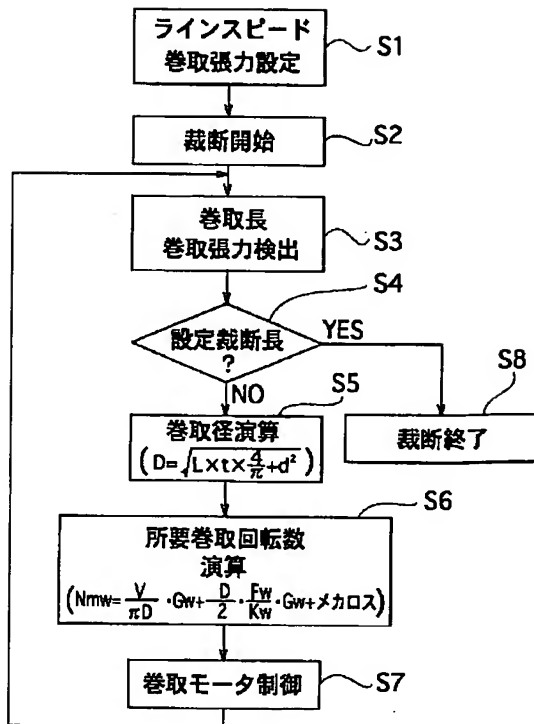 ラインスピード
巻取張力設定
S1
裁断開始
S2
巻取長
巻取張力検出
S3
S4
設定裁断長
?
YES
NO
S5
巻取径演算
(D=√L×t×4/π+d²)
S8
裁断終了
S6
所要巻取回転数
演算
(Nmw=V/πD・Gw+D/2・Fw/Kw・Gw+メカロス)
巻取モータ制御
S7